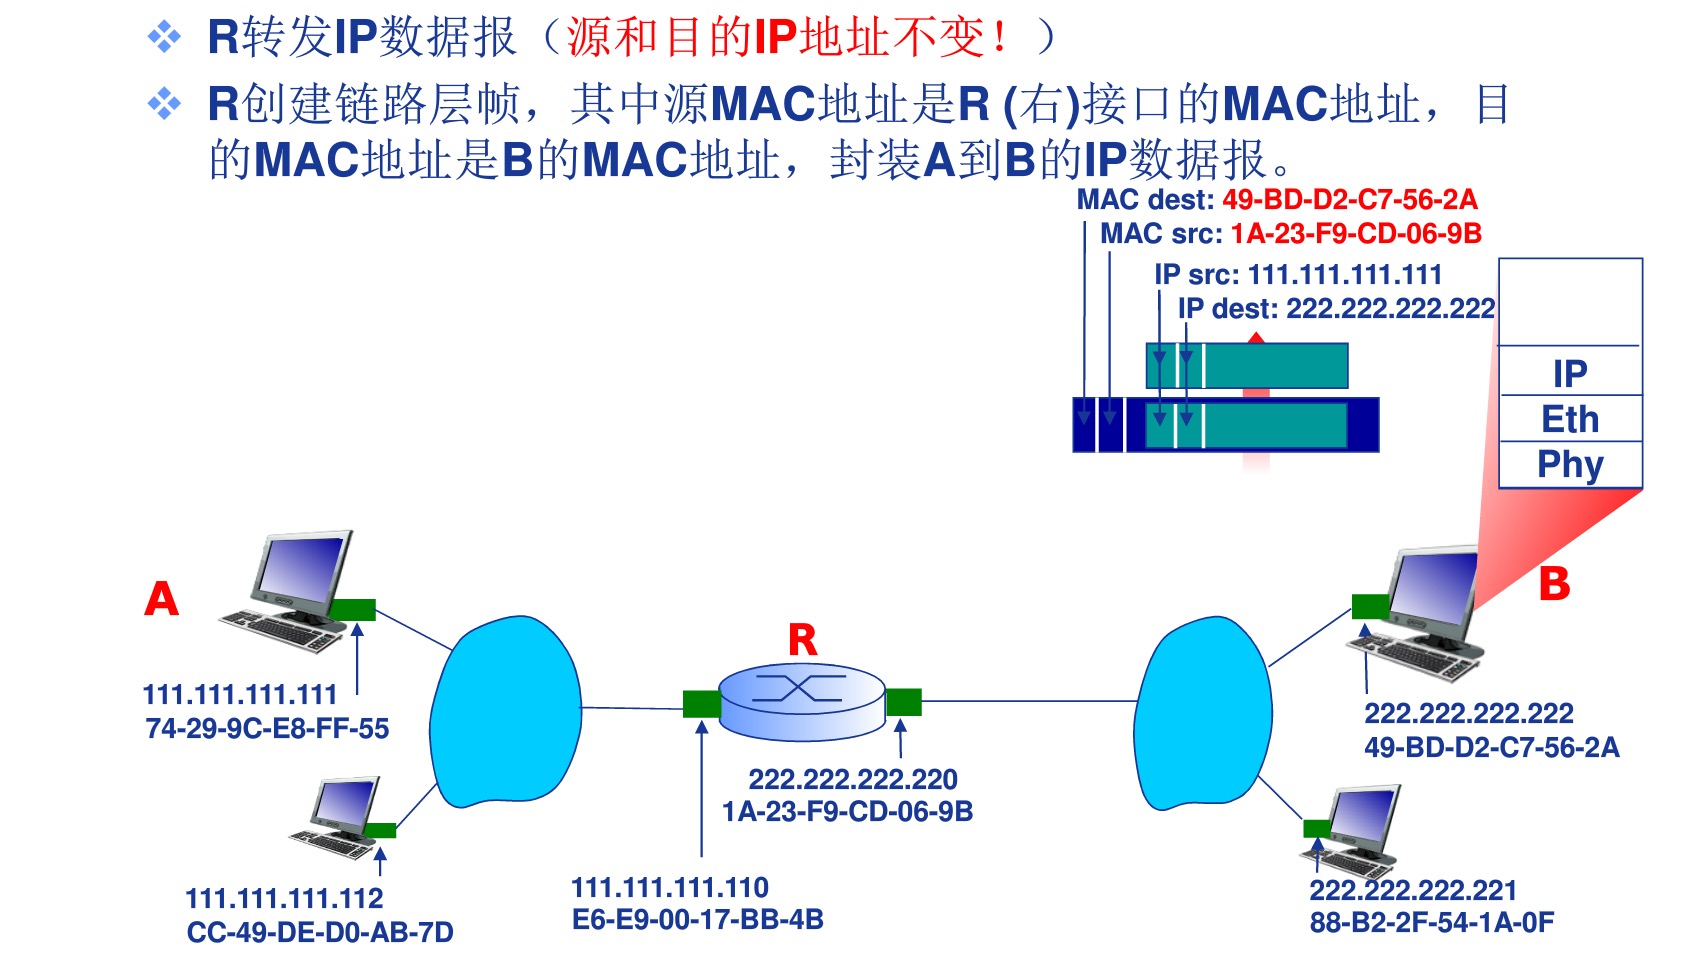 R转发IP数据报（源和目的IP地址不变！）
R创建链路层帧，其中源MAC地址是R (右)接口的MAC地址，目
的MAC地址是B的MAC地址，封装A到B的IP数据报。
MAC dest: 49-BD-D2-C7-56-2A
MAC src: 1A-23-F9-CD-06-9B
IP src: 111.111.111.111
IP dest: 222.222.222.222
IP
Eth
Phy
A
B
R
111.111.111.111
74-29-9C-E8-FF-55
222.222.222.222
49-BD-D2-C7-56-2A
222.222.222.220
1A-23-F9-CD-06-9B
111.111.111.112
CC-49-DE-D0-AB-7D
111.111.111.110
E6-E9-00-17-BB-4B
222.222.222.221
88-B2-2F-54-1A-0F